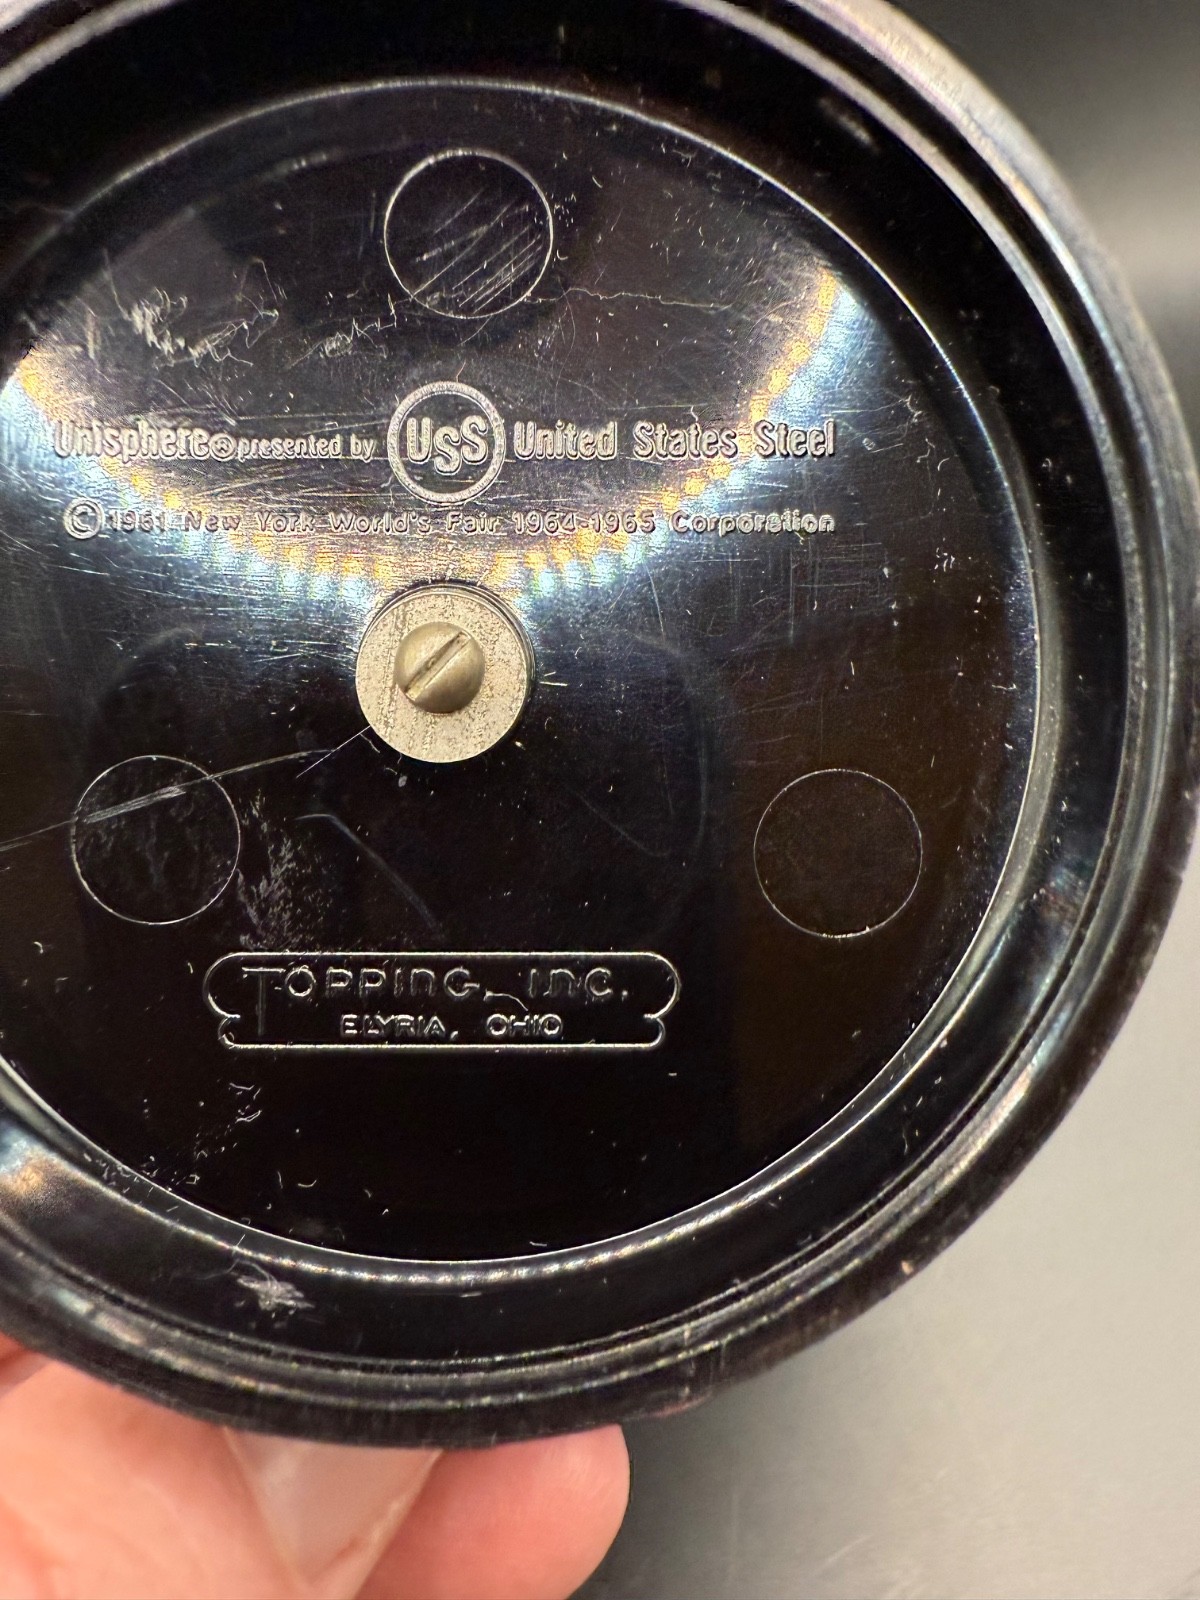 Unisphere® presented by USS United States Steel
© 1961 New York World's Fair 1964-1965 Corporation
TOPPING, INC.
ELYRIA, OHIO